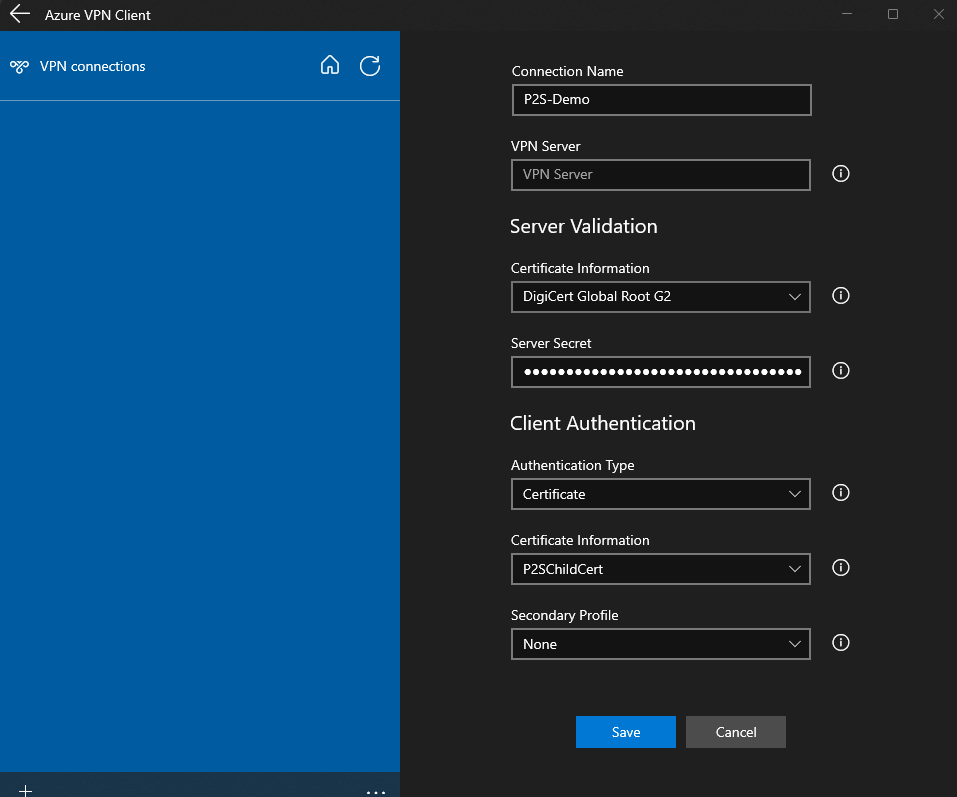 Azure VPN Client
VPN connections
Connection Name
P2S-Demo
VPN Server
VPN Server
Server Validation
Certificate Information
DigiCert Global Root G2
Server Secret
●●●●●●●●●●●●●●●●●●●●●●●●●●●●●●●●●
Client Authentication
Authentication Type
Certificate
Certificate Information
P2SChildCert
Secondary Profile
None
Save
Cancel